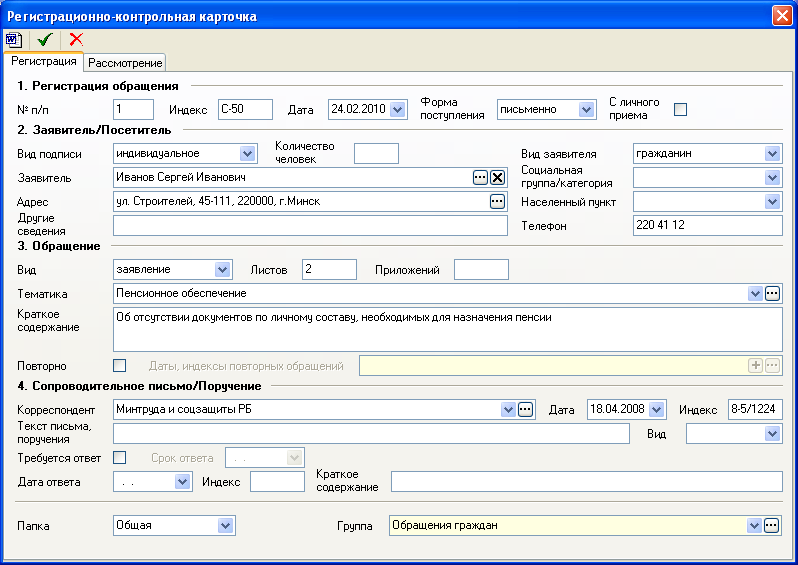 Регистрационно-контрольная карточка
Регистрация Рассмотрение
1. Регистрация обращения
№ п/п 1 Индекс С-50 Дата 24.02.2010 Форма поступления письменно С личного приема
2. Заявитель/Посетитель
Вид подписи индивидуальное Количество человек Вид заявителя гражданин
Заявитель Иванов Сергей Иванович Социальная группа/категория
Адрес ул. Строителей, 45-111, 220000, г.Минск Населенный пункт
Другие сведения Телефон 220 41 12
3. Обращение
Вид заявление Листов 2 Приложений
Тематика Пенсионное обеспечение
Краткое содержание Об отсутствии документов по личному составу, необходимых для назначения пенсии
Повторно Даты, индексы повторных обращений
4. Сопроводительное письмо/Поручение
Корреспондент Минтруда и соцзащиты РБ Дата 18.04.2008 Индекс 8-5/1224
Текст письма, поручения Вид
Требуется ответ Срок ответа . .
Дата ответа . . Индекс Краткое содержание
Папка Общая Группа Обращения граждан